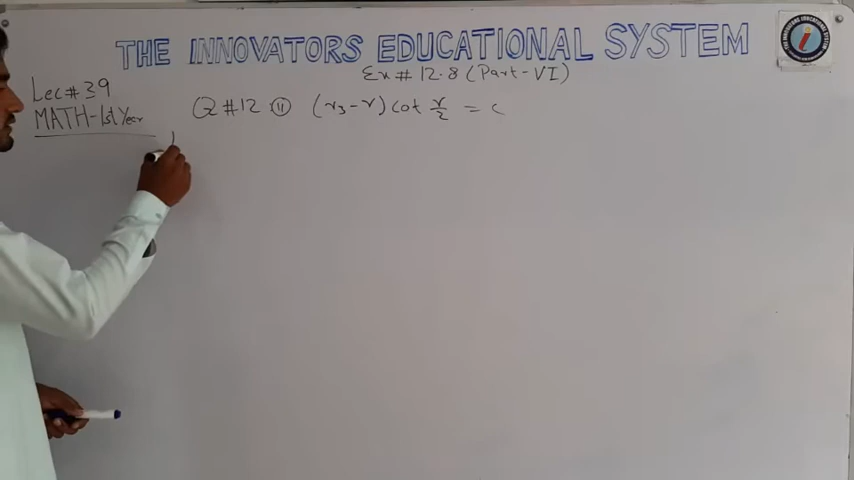 THE INNOVATORS EDUCATIONAL SYSTEM
Ex # 12.8 (Part-VI)
Lec # 39
MATH-1st Year
Q #12 (ii) (r₃-r) cot γ/2 = c